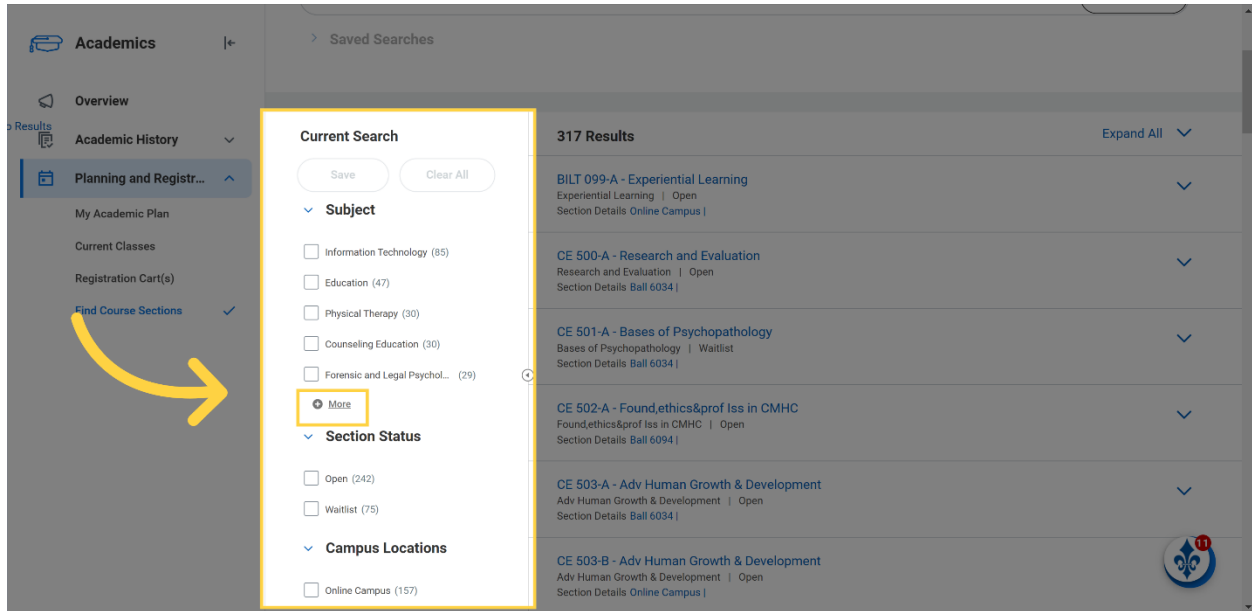 Saved Searches
Academics
Overview
o Results
Academic History
Planning and Registr...
My Academic Plan
Current Classes
Registration Cart(s)
Find Course Sections
Current Search
Save
Clear All
Subject
Information Technology (85)
Education (47)
Physical Therapy (30)
Counseling Education (30)
Forensic and Legal Psychol... (29)
More
Section Status
Open (242)
Waitlist (75)
Campus Locations
Online Campus (157)
317 Results
Expand All
BILT 099-A - Experiential Learning
Experiential Learning | Open
Section Details Online Campus |
CE 500-A - Research and Evaluation
Research and Evaluation | Open
Section Details Ball 6034 |
CE 501-A - Bases of Psychopathology
Bases of Psychopathology | Waitlist
Section Details Ball 6034 |
CE 502-A - Found,ethics&prof Iss in CMHC
Found,ethics&prof Iss in CMHC | Open
Section Details Ball 6094 |
CE 503-A - Adv Human Growth & Development
Adv Human Growth & Development | Open
Section Details Ball 6034 |
CE 503-B - Adv Human Growth & Development
Adv Human Growth & Development | Open
Section Details Online Campus |
11